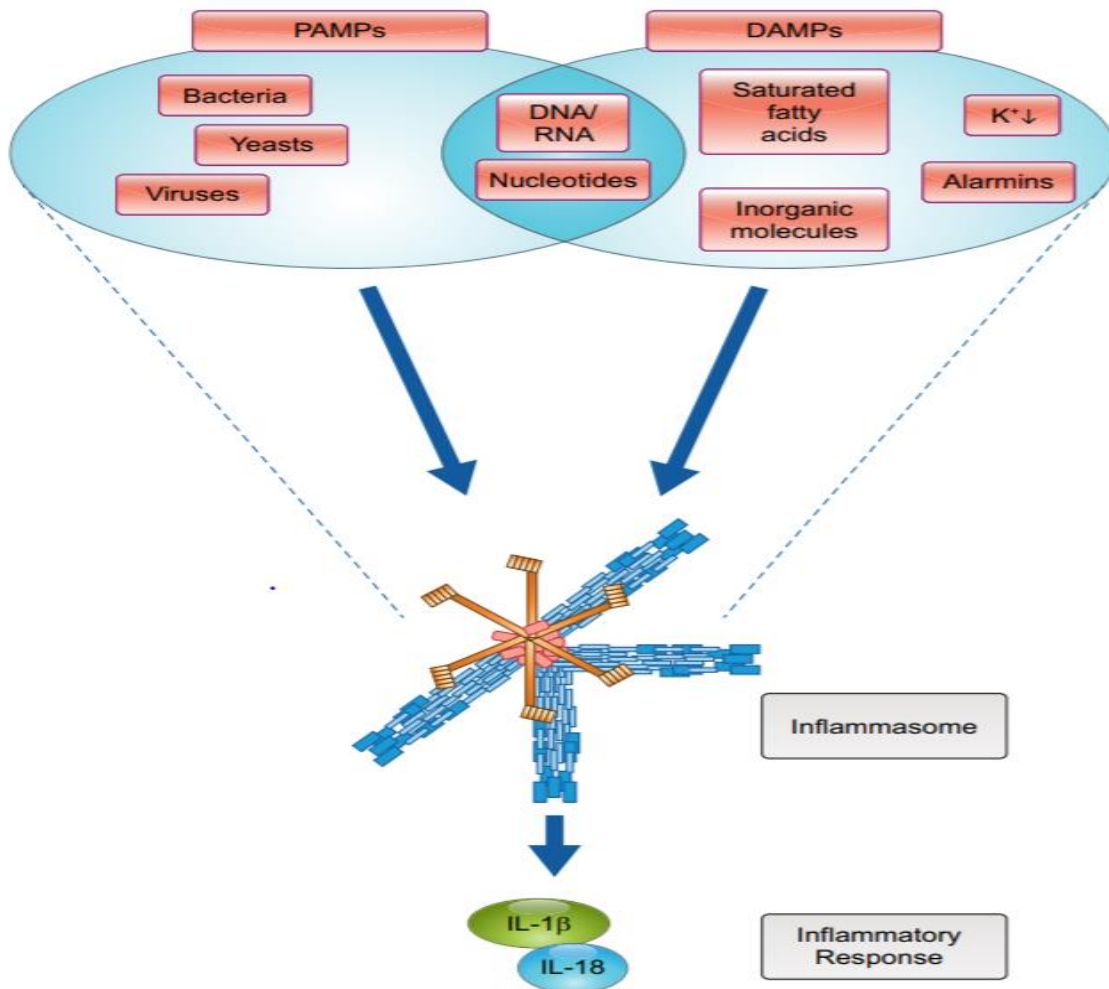 PAMPs
DAMPs
Bacteria
Yeasts
Viruses
DNA/
RNA
Nucleotides
Saturated
fatty
acids
Inorganic
molecules
K⁺↓
Alarmins
Inflammasome
IL-1β
IL-18
Inflammatory
Response